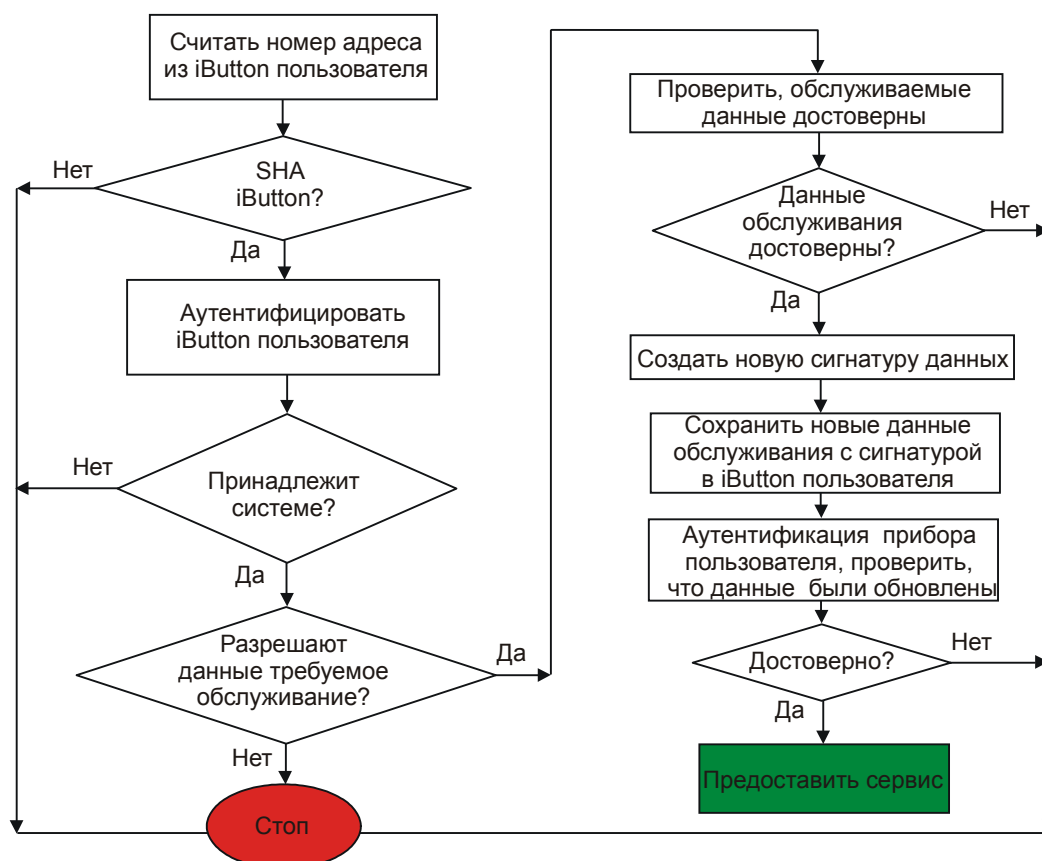 Считать номер адреса
из iButton пользователя
Нет
SHA
iButton?
Да
Аутентифицировать
iButton пользователя
Нет
Принадлежит
системе?
Да
Разрешают
данные требуемое
обслуживание?
Да
Нет
Стоп
Проверить, обслуживаемые
данные достоверны
Данные
обслуживания
достоверны?
Нет
Да
Создать новую сигнатуру данных
Сохранить новые данные
обслуживания с сигнатурой
в iButton пользователя
Аутентификация прибора
пользователя, проверить,
что данные были обновлены
Достоверно?
Нет
Да
Предоставить сервис